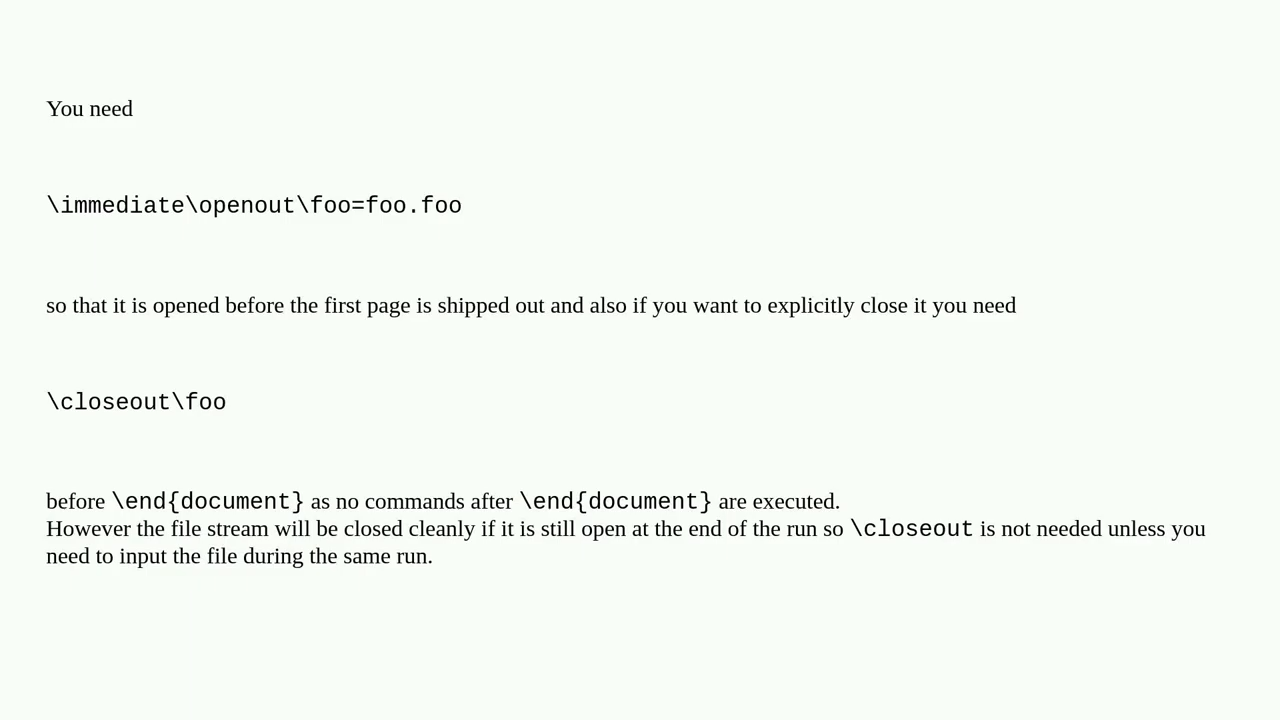 You need
\immediate\openout\foo=foo.foo
so that it is opened before the first page is shipped out and also if you want to explicitly close it you need
\closeout\foo
before \end{document} as no commands after \end{document} are executed.
However the file stream will be closed cleanly if it is still open at the end of the run so \closeout is not needed unless you
need to input the file during the same run.